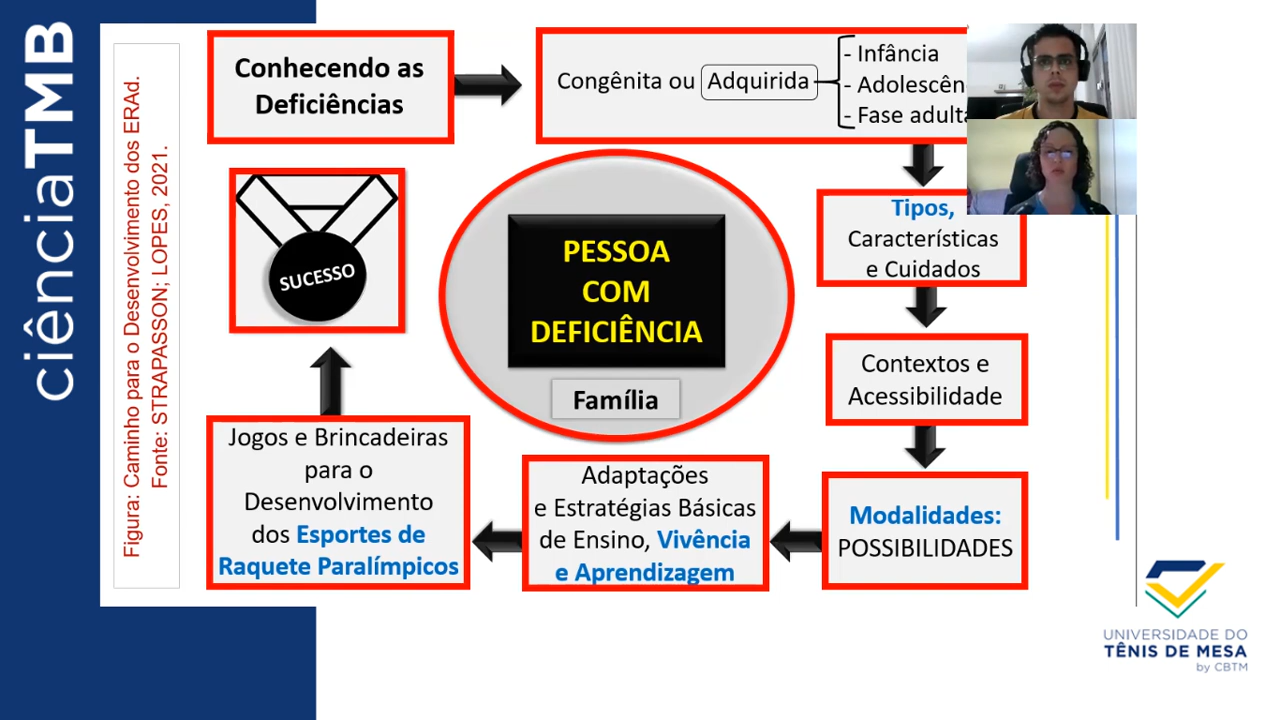 ciênciaTMB
Figura: Caminho para o Desenvolvimento dos ERAd.
Fonte: STRAPASSON; LOPES, 2021.
Conhecendo as
Deficiências
Congênita ou Adquirida
- Infância
- Adolescên
- Fase adulta
Tipos,
Características
e Cuidados
Contextos e
Acessibilidade
Modalidades:
POSSIBILIDADES
Adaptações
e Estratégias Básicas
de Ensino, Vivência
e Aprendizagem
Jogos e Brincadeiras
para o
Desenvolvimento
dos Esportes de
Raquete Paralímpicos
SUCESSO
PESSOA
COM
DEFICIÊNCIA
Família
UNIVERSIDADE DO
TÊNIS DE MESA
by CBTM